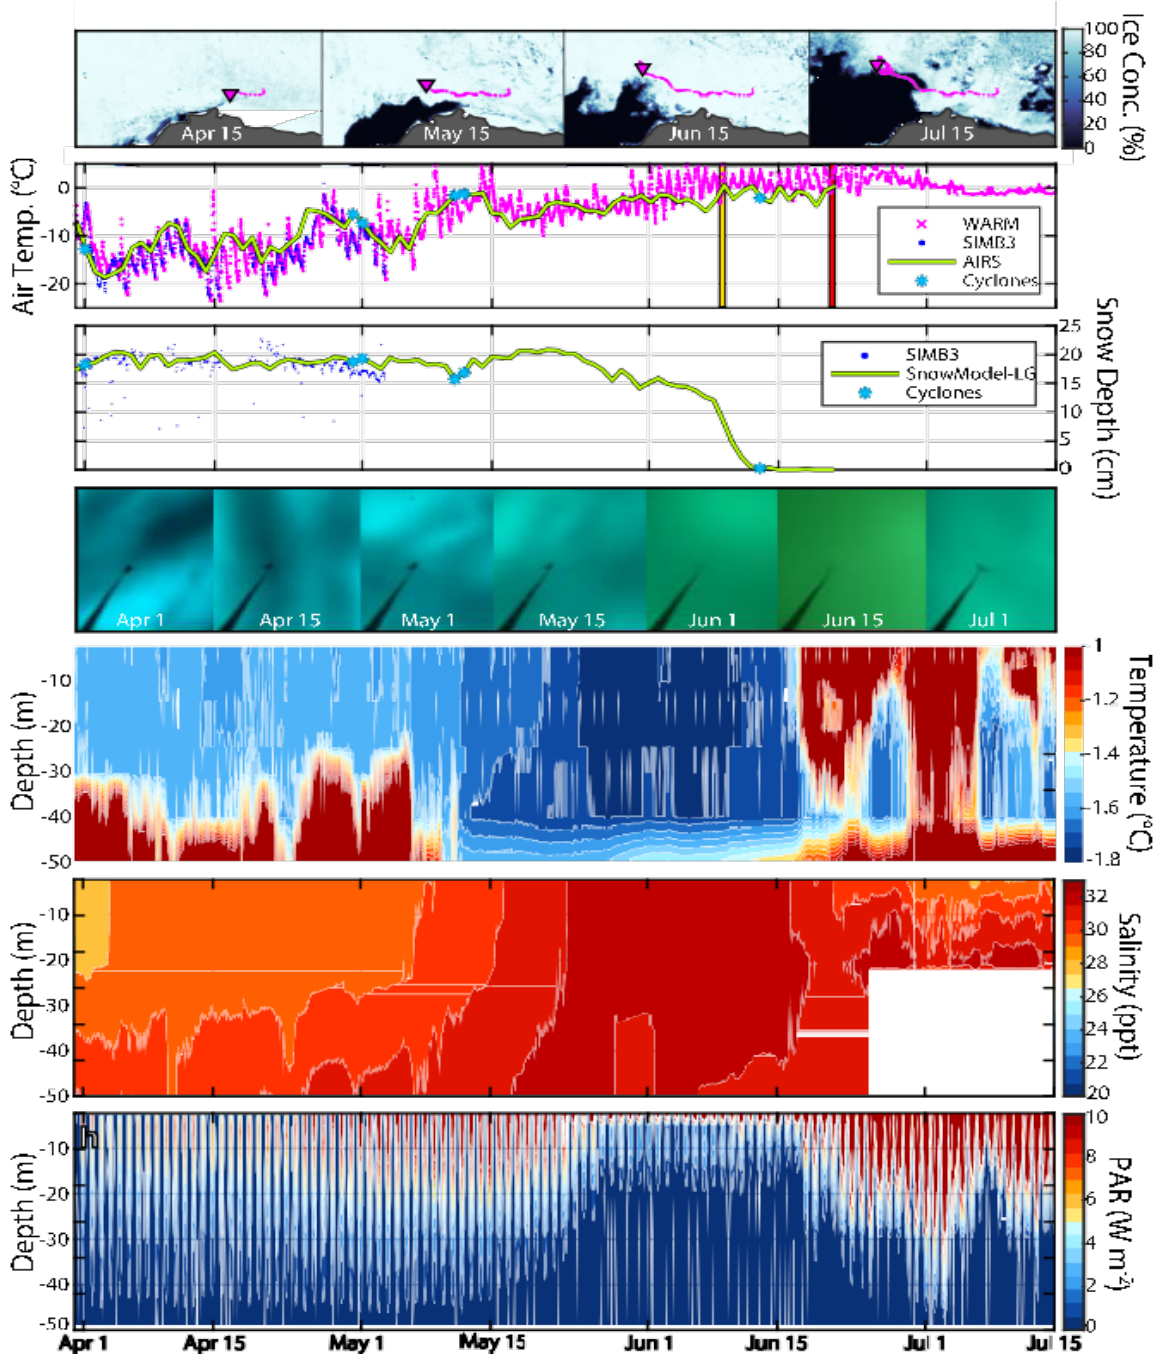 Apr 15
May 15
Jun 15
Jul 15
100
80
60
40
20
0
Ice Conc. (%)
Air Temp. (°C)
0
-10
-20
WARM
SIMB3
AIRS
Cyclones
SIMB3
SnowModel-LG
Cyclones
25
20
15
10
5
0
Snow Depth (cm)
Apr 1
Apr 15
May 1
May 15
Jun 1
Jun 15
Jul 1
Depth (m)
-10
-20
-30
-40
-50
-1
-1.2
-1.4
-1.6
-1.8
Temperature (°C)
Depth (m)
-10
-20
-30
-40
-50
32
30
28
26
24
22
20
Salinity (ppt)
h
Depth (m)
-10
-20
-30
-40
-50
10
8
6
4
2
0
PAR (W m-2)
Apr 1
Apr 15
May 1
May 15
Jun 1
Jun 15
Jul 1
Jul 15